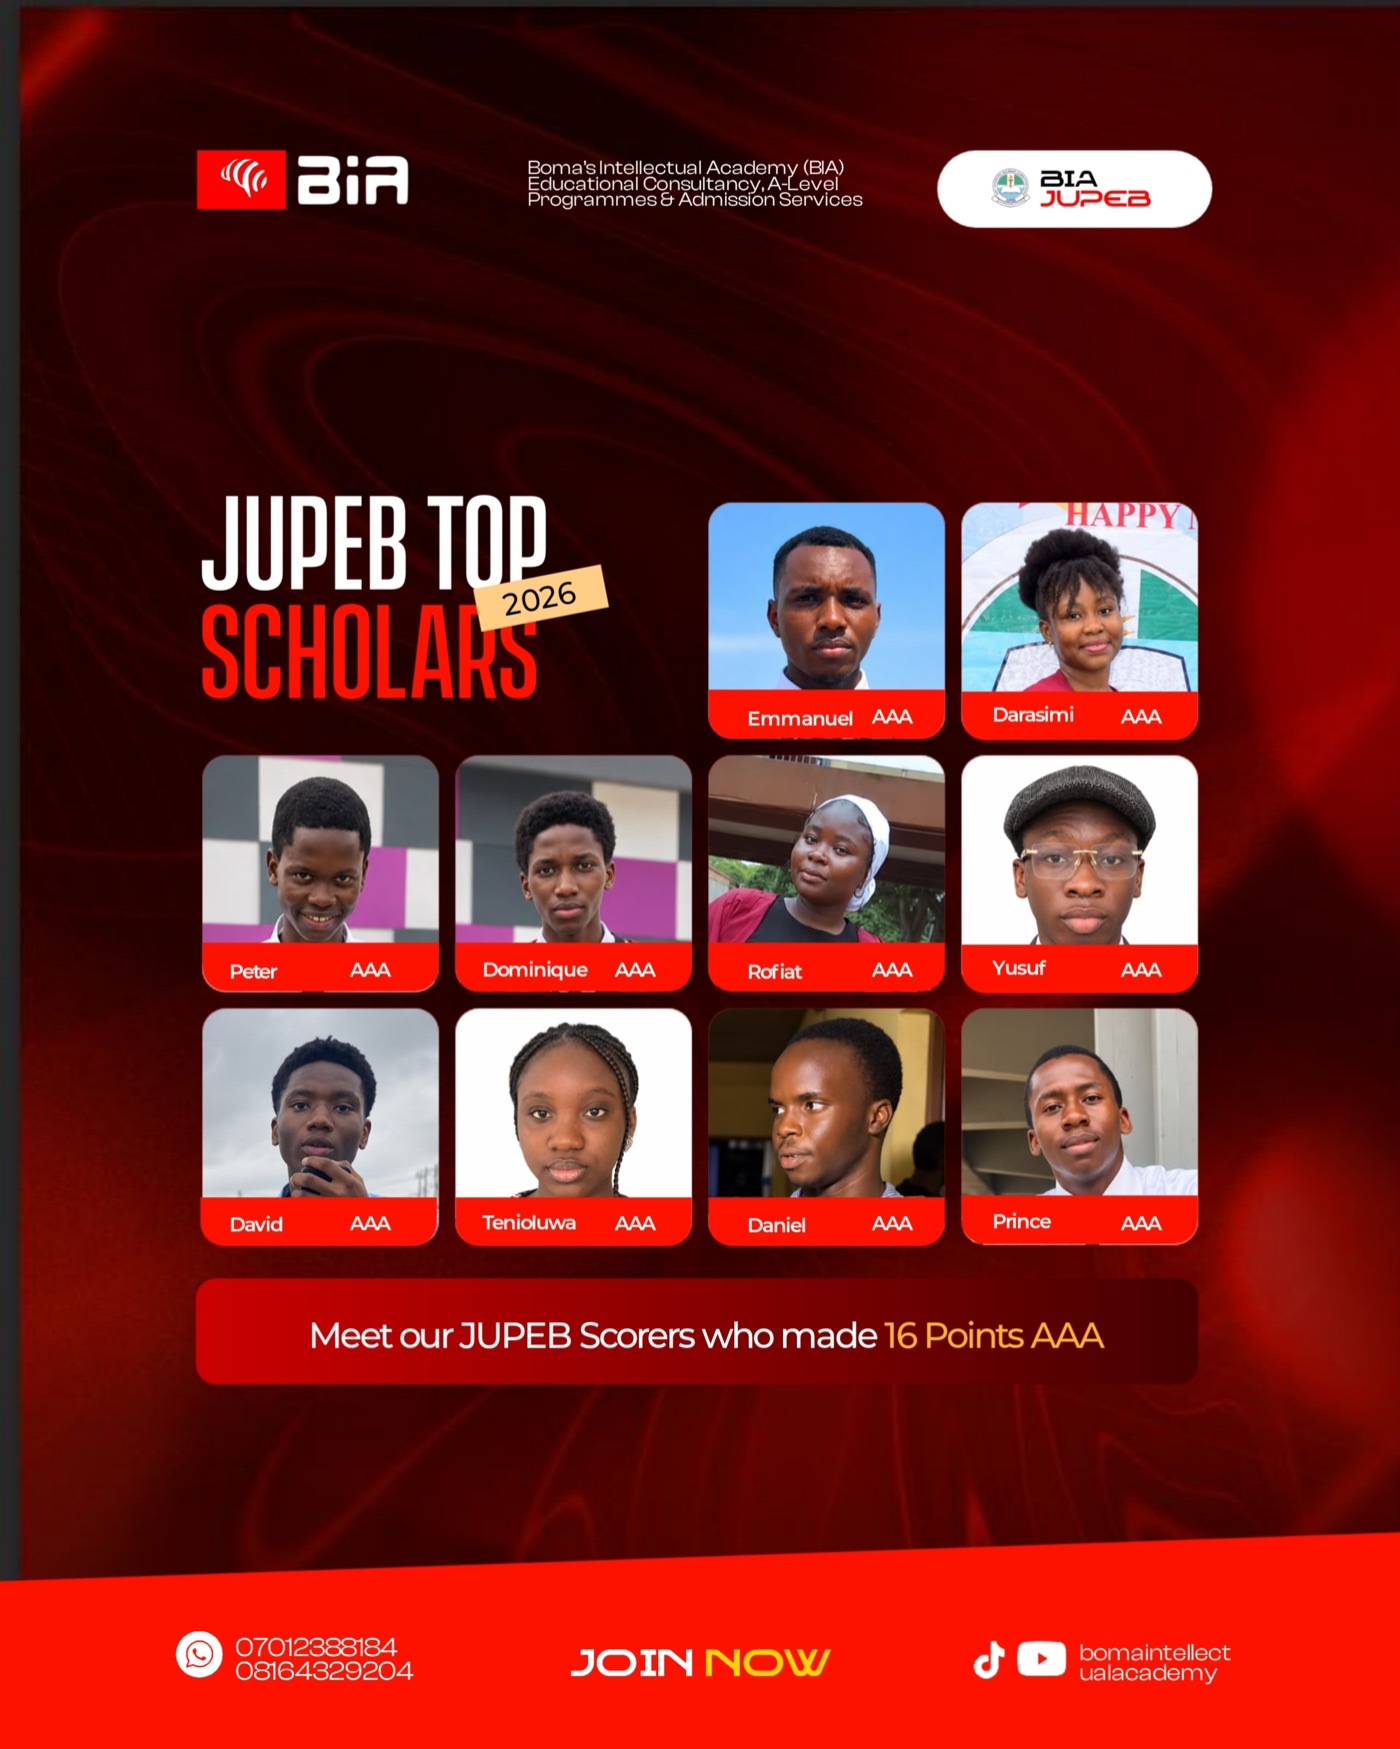 BiA
Boma's Intellectual Academy (BIA)
Educational Consultancy, A-Level
Programmes & Admission Services
BIA
JUPEB
JUPEB TOP
2026
SCHOLARS
HAPPY
Emmanuel AAA
Darasimi AAA
Peter AAA
Dominique AAA
Rofiat AAA
Yusuf AAA
David AAA
Tenioluwa AAA
Daniel AAA
Prince AAA
Meet our JUPEB Scorers who made 16 Points AAA
07012388184
08164329204
JOIN NOW
bomaintellect
ualacademy